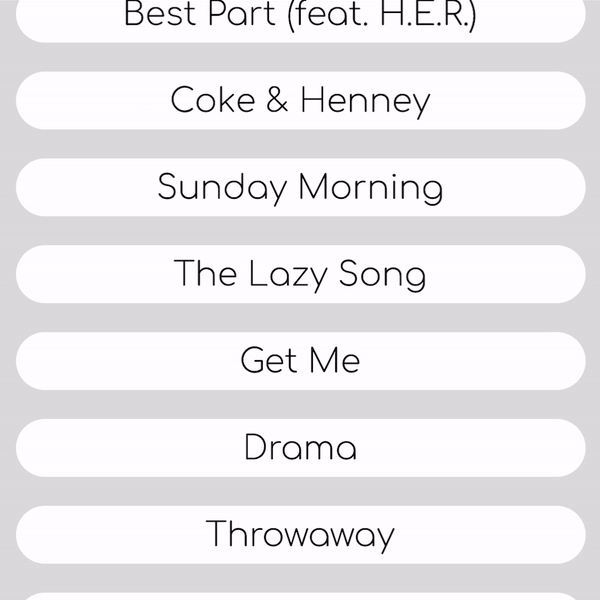 Best Part (feat. H.E.R.)
Coke & Henney
Sunday Morning
The Lazy Song
Get Me
Drama
Throwaway